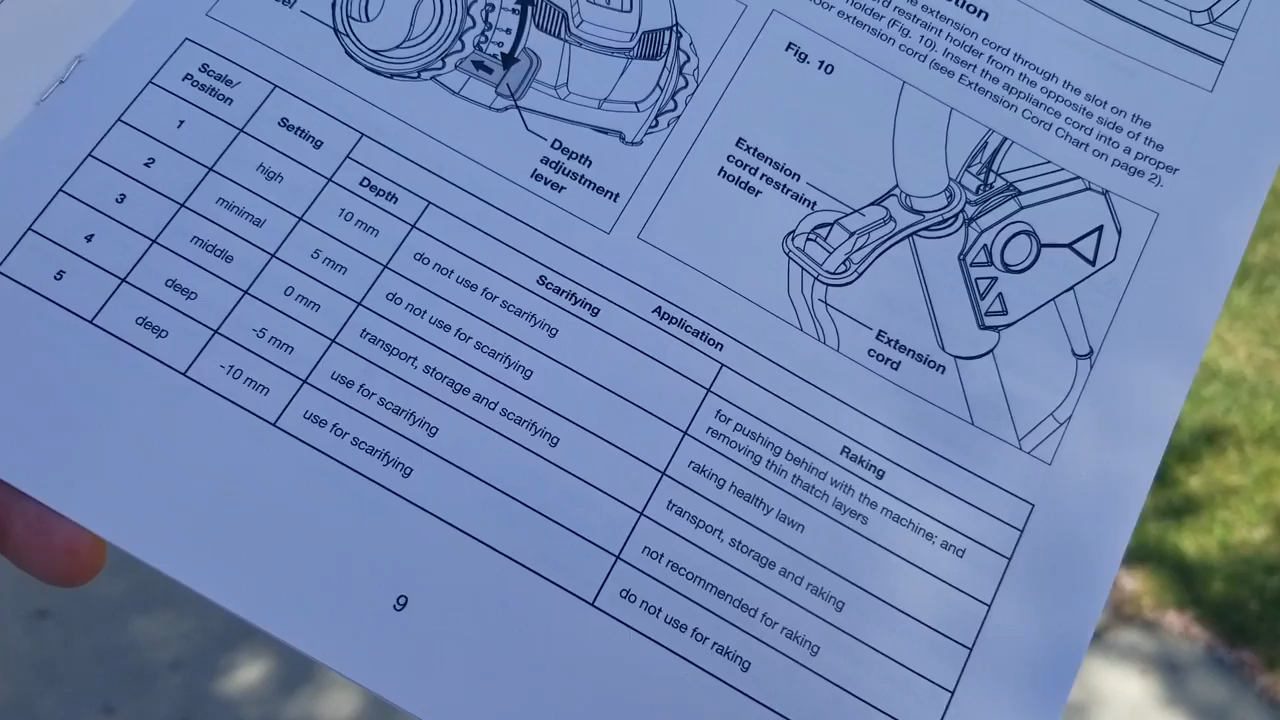 Depth
adjustment
lever
ction
extension cord through the slot on the
cord restraint holder from the opposite side of the
holder (Fig. 10). Insert the appliance cord into a proper
extension cord (see Extension Cord Chart on page 2).
Fig. 10
Extension
cord restraint
holder
Extension
cord
Scale/
Position
Setting
Depth
Application
Scarifying
Raking
1
high
10 mm
do not use for scarifying
for pushing behind with the machine; and
removing thin thatch layers
2
minimal
5 mm
do not use for scarifying
raking healthy lawn
3
middle
0 mm
transport, storage and scarifying
transport, storage and raking
4
deep
-5 mm
use for scarifying
not recommended for raking
5
deep
-10 mm
use for scarifying
do not use for raking
9